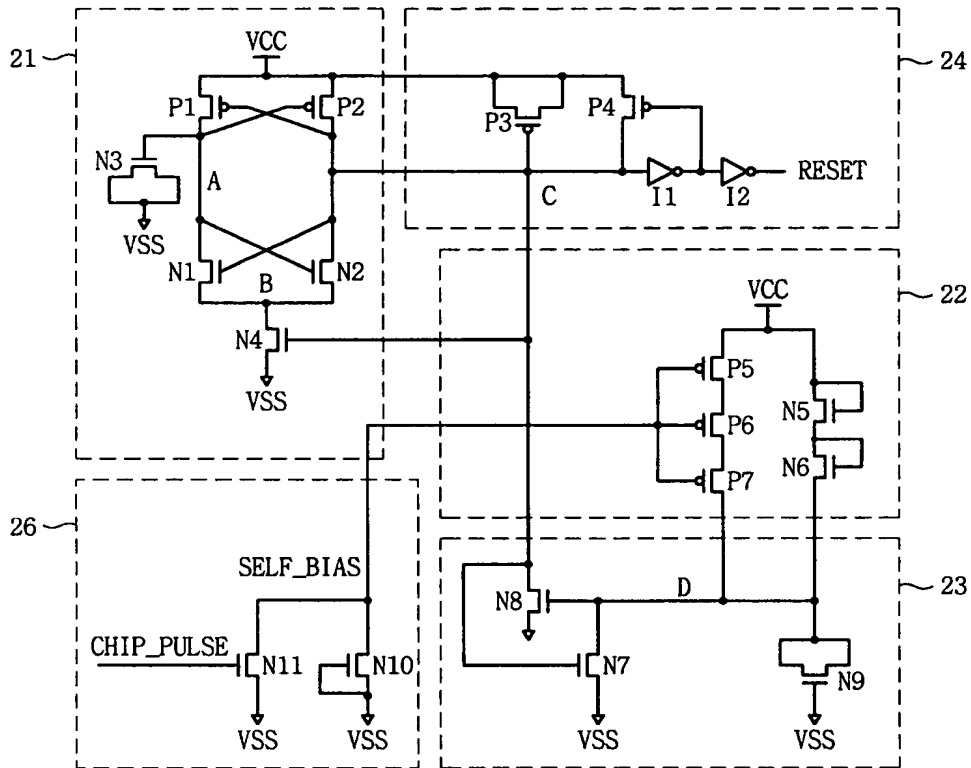 21
VCC
24
P1
P2
P3
P4
N3
A
RESET
C
I1
I2
VSS
N1
N2
B
VCC
22
N4
P5
VSS
N5
P6
N6
P7
26
SELF_BIAS
D
23
N8
CHIP_PULSE
N11
N10
N7
N9
VSS
VSS
VSS
VSS